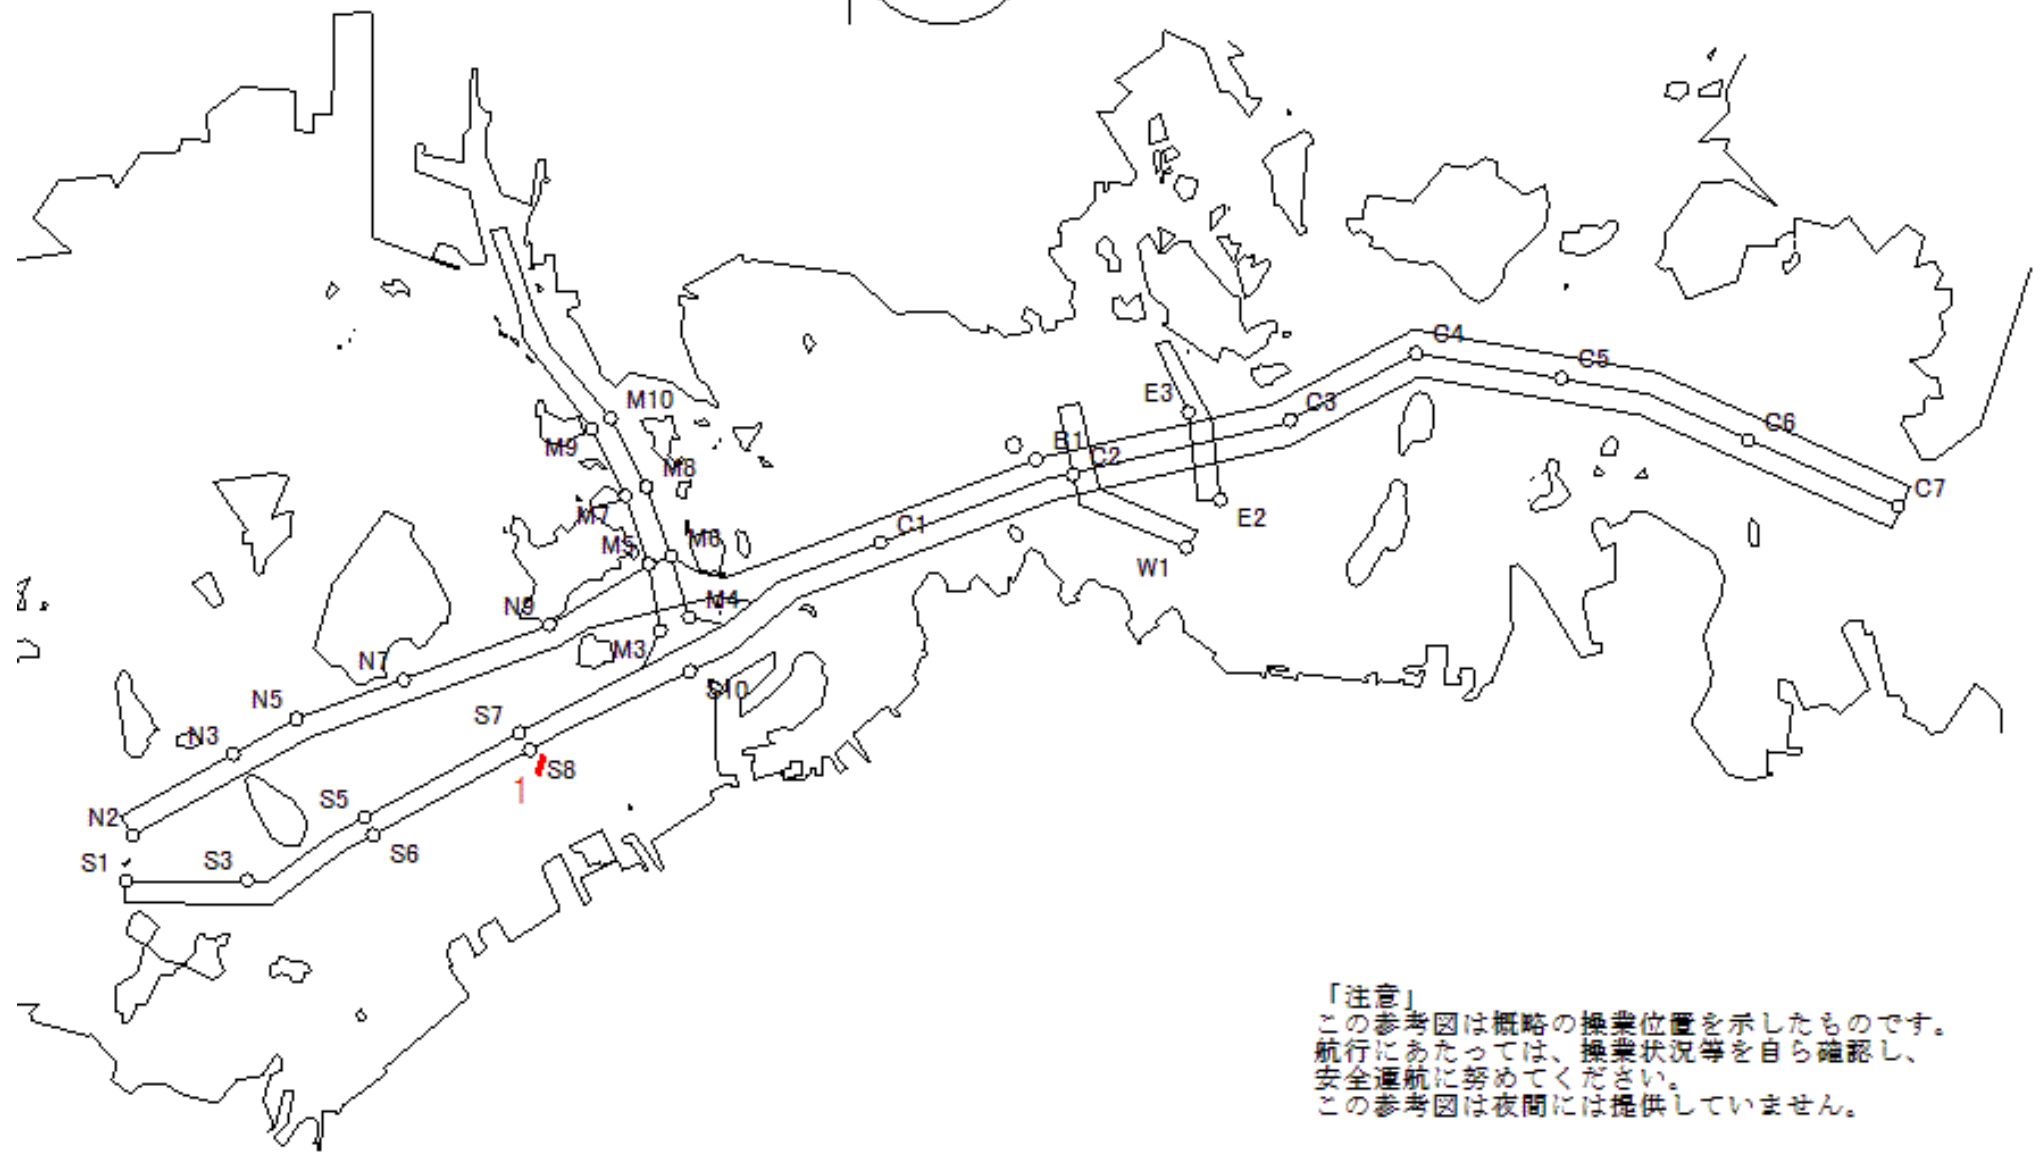 C4
C5
M10
E3
C3
C6
M9
B1
C2
M8
C7
M7
E2
C1
M5
M6
W1
N9
M4
M3
N7
S10
N5
S7
N3
S8
1
S5
N2
S6
S1
S3
「注意」
この参考図は概略の操業位置を示したものです。
航行にあたっては、操業状況等を自ら確認し、
安全運航に努めてください。
この参考図は夜間には提供していません。